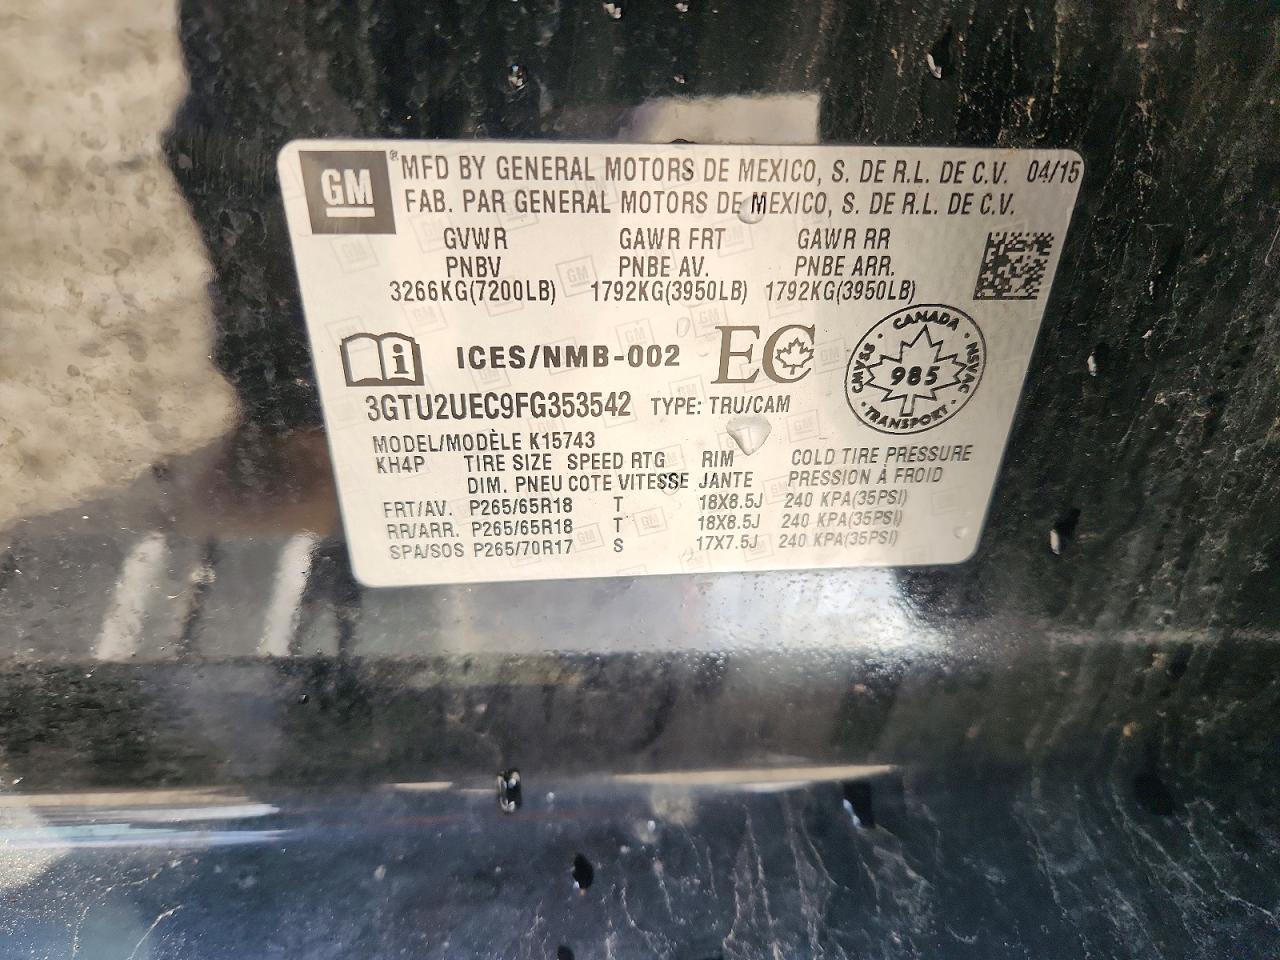 GM ® MFD BY GENERAL MOTORS DE MEXICO, S. DE R.L. DE C.V. 04/15
FAB. PAR GENERAL MOTORS DE MEXICO, S. DE R.L. DE C.V.
GVWR GAWR FRT GAWR RR
PNBV PNBE AV. PNBE ARR.
3266KG(7200LB) 1792KG(3950LB) 1792KG(3950LB)
i ICES/NMB-002 EC
CANADA
SSAMC 985 NSVAC
TRANSPORT
3GTU2UEC9FG353542 TYPE: TRU/CAM
MODEL/MODÈLE K15743
KH4P TIRE SIZE SPEED RTG RIM COLD TIRE PRESSURE
DIM. PNEU COTE VITESSE JANTE PRESSION À FROID
FRT/AV. P265/65R18 T 18X8.5J 240 KPA(35PSI)
RR/ARR. P265/65R18 T 18X8.5J 240 KPA(35PSI)
SPA/SOS P265/70R17 S 17X7.5J 240 KPA(35PSI)